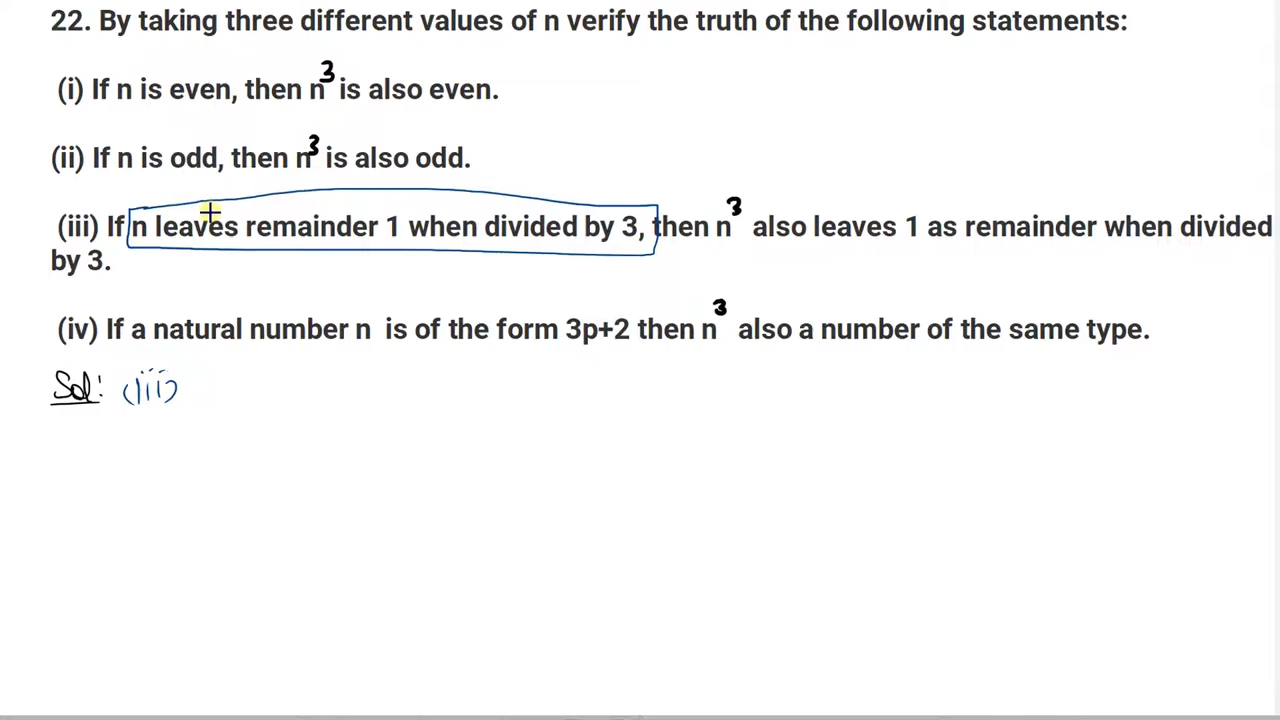 22. By taking three different values of n verify the truth of the following statements:
(i) If n is even, then n³ is also even.
(ii) If n is odd, then n³ is also odd.
(iii) If n leaves remainder 1 when divided by 3, then n³ also leaves 1 as remainder when divided
by 3.
(iv) If a natural number n is of the form 3p+2 then n³ also a number of the same type.
Sol: (iii)